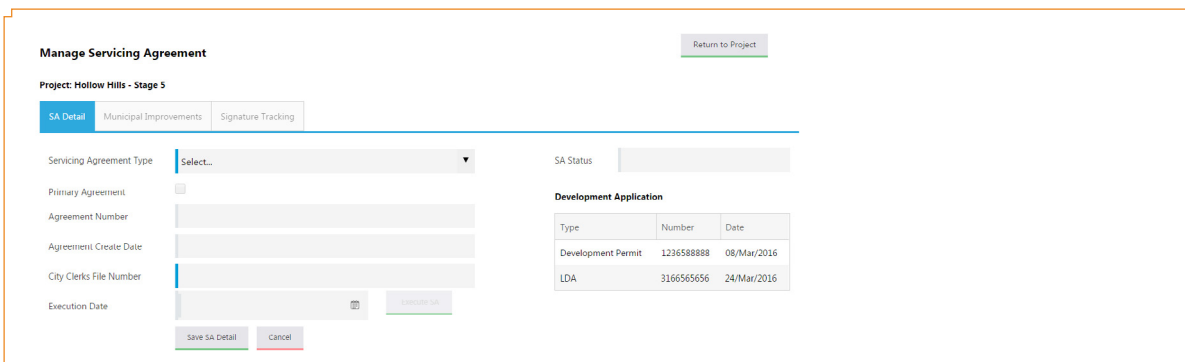 Manage Servicing Agreement
Return to Project
Project: Hollow Hills - Stage 5
SA Detail Municipal Improvements Signature Tracking
Servicing Agreement Type Select... SA Status
Primary Agreement
Development Application
Agreement Number
Type Number Date
Agreement Create Date
Development Permit 1236588888 08/Mar/2016
City Clerks File Number
LDA 3166565656 24/Mar/2016
Execution Date Execute SA
Save SA Detail Cancel